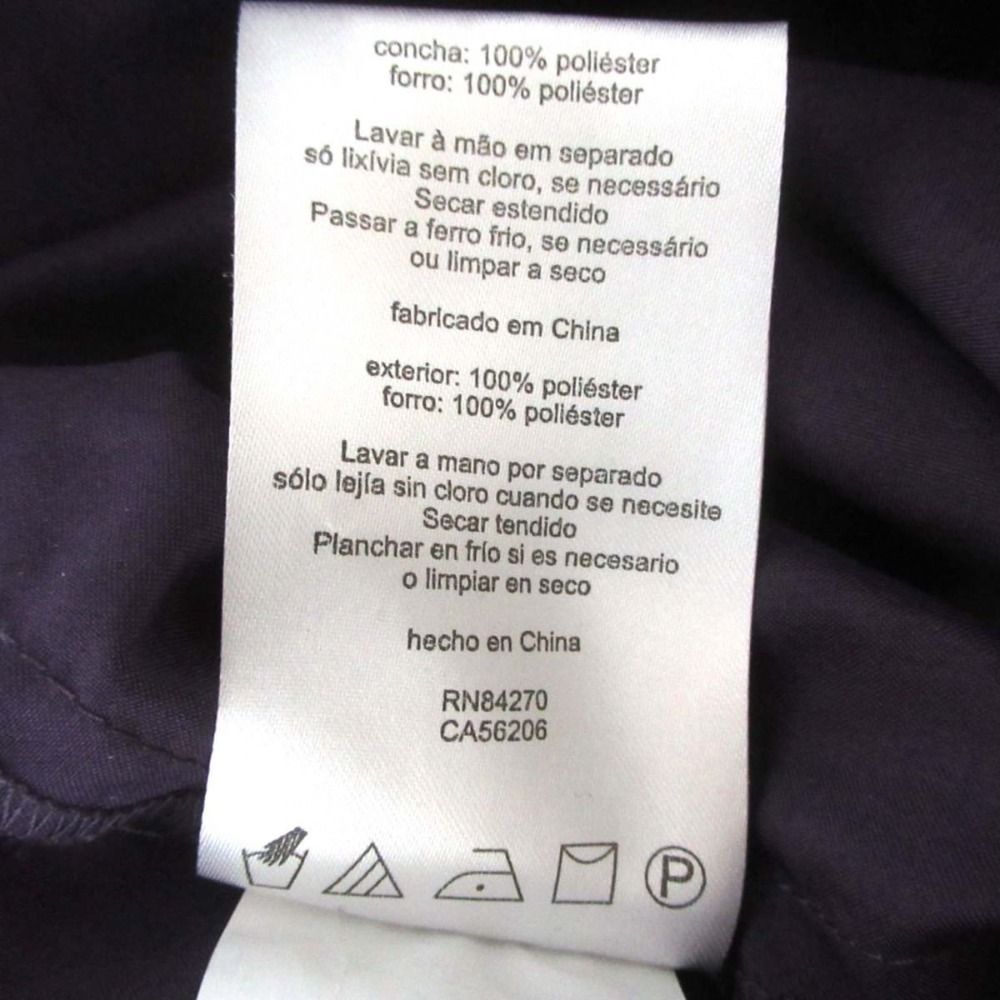 concha: 100% poliéster
forro: 100% poliéster
Lavar à mão em separado
só lixívia sem cloro, se necessário
Secar estendido
Passar a ferro frio, se necessário
ou limpar a seco
fabricado em China
exterior: 100% poliéster
forro: 100% poliéster
Lavar a mano por separado
sólo lejía sin cloro cuando se necesite
Secar tendido
Planchar en frío si es necesario
o limpiar en seco
hecho en China
RN84270
CA56206
P